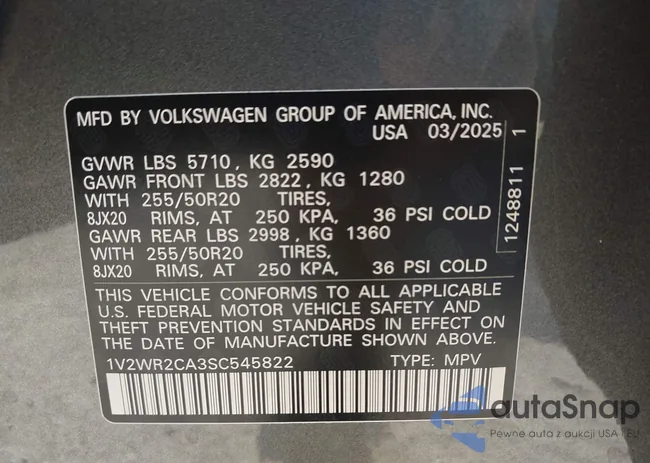 MFD BY VOLKSWAGEN GROUP OF AMERICA, INC.
USA 03/2025
GVWR LBS 5710 , KG 2590
GAWR FRONT LBS 2822 , KG 1280
WITH 255/50R20 TIRES,
8JX20 RIMS, AT 250 KPA, 36 PSI COLD
GAWR REAR LBS 2998 , KG 1360
WITH 255/50R20 TIRES,
8JX20 RIMS, AT 250 KPA, 36 PSI COLD
THIS VEHICLE CONFORMS TO ALL APPLICABLE
U.S. FEDERAL MOTOR VEHICLE SAFETY AND
THEFT PREVENTION STANDARDS IN EFFECT ON
THE DATE OF MANUFACTURE SHOWN ABOVE.
1V2WR2CA3SC545822 TYPE: MPV
1248811 1
autaSnap
Pewne auta z aukcji USA i EU